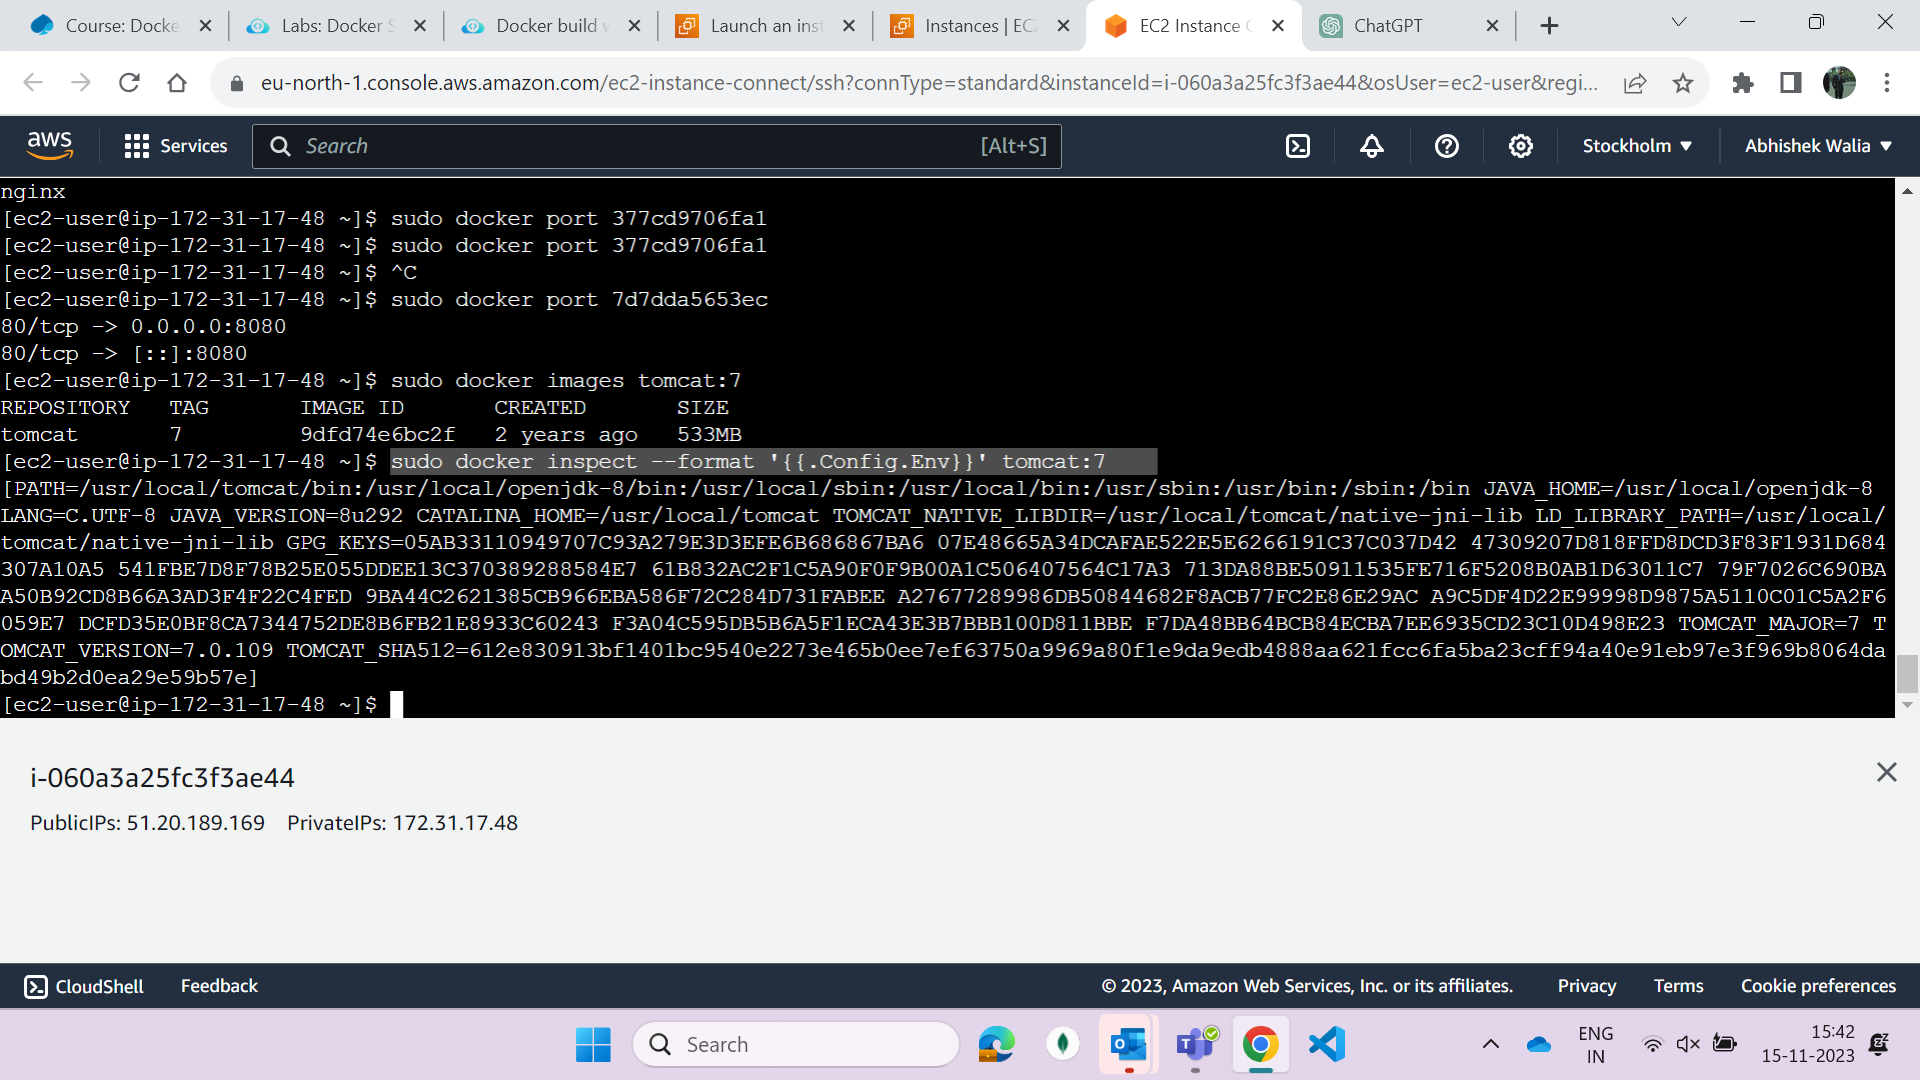 Course: Docke
Labs: Docker S
Docker build w
Launch an inst
Instances | EC2
EC2 Instance C
ChatGPT
eu-north-1.console.aws.amazon.com/ec2-instance-connect/ssh?connType=standard&instanceId=i-060a3a25fc3f3ae44&osUser=ec2-user&regi...
aws
Services
Search
[Alt+S]
Stockholm
Abhishek Walia
nginx
[ec2-user@ip-172-31-17-48 ~]$ sudo docker port 377cd9706fa1
[ec2-user@ip-172-31-17-48 ~]$ sudo docker port 377cd9706fa1
[ec2-user@ip-172-31-17-48 ~]$ ^C
[ec2-user@ip-172-31-17-48 ~]$ sudo docker port 7d7dda5653ec
80/tcp -> 0.0.0.0:8080
80/tcp -> [::]:8080
[ec2-user@ip-172-31-17-48 ~]$ sudo docker images tomcat:7
REPOSITORY TAG IMAGE ID CREATED SIZE
tomcat 7 9dfd74e6bc2f 2 years ago 533MB
[ec2-user@ip-172-31-17-48 ~]$ sudo docker inspect --format '{{.Config.Env}}' tomcat:7
[PATH=/usr/local/tomcat/bin:/usr/local/openjdk-8/bin:/usr/local/sbin:/usr/local/bin:/usr/sbin:/usr/bin:/sbin:/bin JAVA_HOME=/usr/local/openjdk-8
LANG=C.UTF-8 JAVA_VERSION=8u292 CATALINA_HOME=/usr/local/tomcat TOMCAT_NATIVE_LIBDIR=/usr/local/tomcat/native-jni-lib LD_LIBRARY_PATH=/usr/local/
tomcat/native-jni-lib GPG_KEYS=05AB33110949707C93A279E3D3EFE6B686867BA6 07E48665A34DCAFAE522E5E6266191C37C037D42 47309207D818FFD8DCD3F83F1931D684
307A10A5 541FBE7D8F78B25E055DDEE13C370389288584E7 61B832AC2F1C5A90F0F9B00A1C506407564C17A3 713DA88BE50911535FE716F5208B0AB1D63011C7 79F7026C690BA
A50B92CD8B66A3AD3F4F22C4FED 9BA44C2621385CB966EBA586F72C284D731FABEE A27677289986DB50844682F8ACB77FC2E86E29AC A9C5DF4D22E99998D9875A5110C01C5A2F6
059E7 DCFD35E0BF8CA7344752DE8B6FB21E8933C60243 F3A04C595DB5B6A5F1ECA43E3B7BBB100D811BBE F7DA48BB64BCB84ECBA7EE6935CD23C10D498E23 TOMCAT_MAJOR=7 T
OMCAT_VERSION=7.0.109 TOMCAT_SHA512=612e830913bf1401bc9540e2273e465b0ee7ef63750a9969a80f1e9da9edb4888aa621fcc6fa5ba23cff94a40e91eb97e3f969b8064da
bd49b2d0ea29e59b57e]
[ec2-user@ip-172-31-17-48 ~]$
i-060a3a25fc3f3ae44
PublicIPs: 51.20.189.169 PrivateIPs: 172.31.17.48
CloudShell
Feedback
© 2023, Amazon Web Services, Inc. or its affiliates.
Privacy
Terms
Cookie preferences
Search
ENG
IN
15:42
15-11-2023